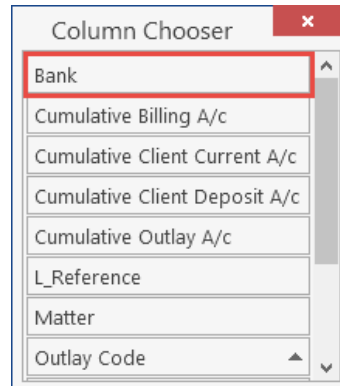 Column Chooser
Bank
Cumulative Billing A/c
Cumulative Client Current A/c
Cumulative Client Deposit A/c
Cumulative Outlay A/c
L_Reference
Matter
Outlay Code